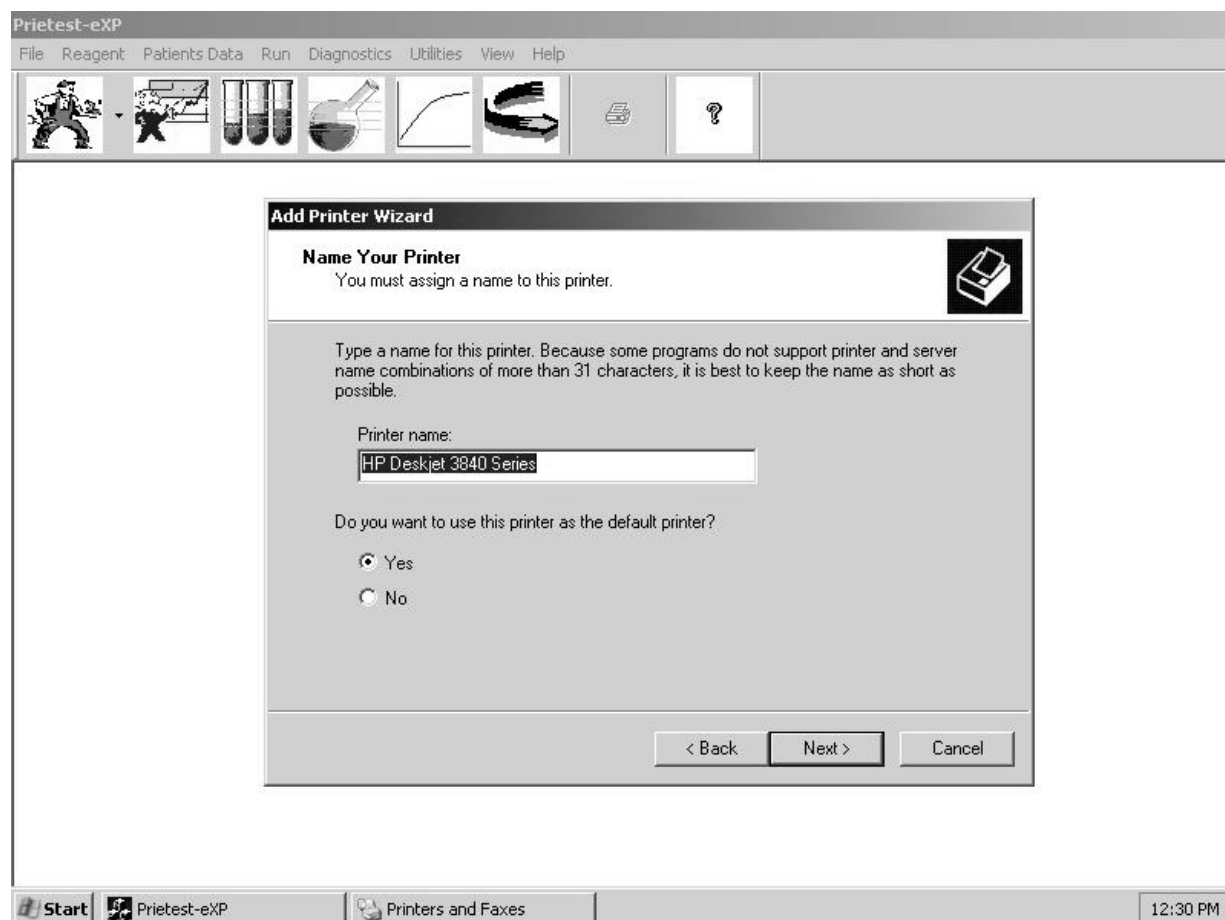 Prietest-eXP
File Reagent Patients Data Run Diagnostics Utilities View Help
?
Add Printer Wizard
Name Your Printer
You must assign a name to this printer.
Type a name for this printer. Because some programs do not support printer and server
name combinations of more than 31 characters, it is best to keep the name as short as
possible.
Printer name:
HP Deskjet 3840 Series
Do you want to use this printer as the default printer?
Yes
No
< Back Next > Cancel
Start Prietest-eXP Printers and Faxes 12:30 PM